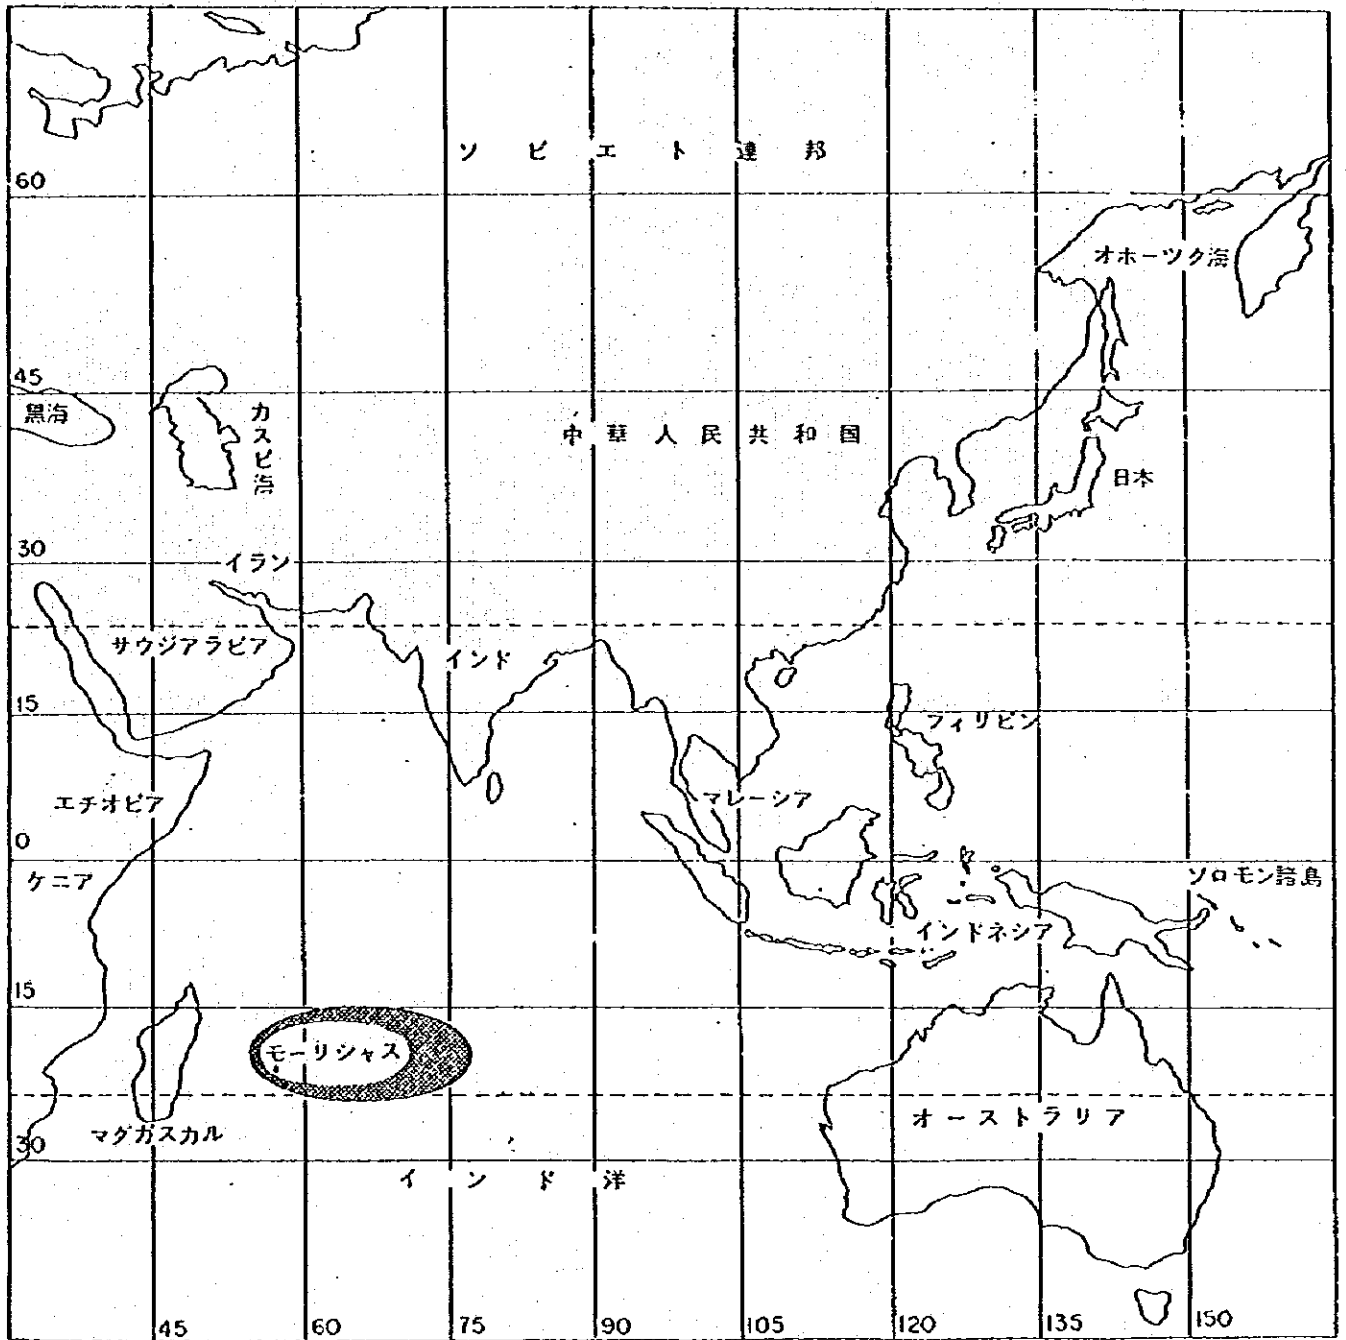 ソビエト連邦
60
オホーツク海
45
黒海
カスピ海
中華人民共和国
日本
30
イラン
サウジアラビア
インド
15
フィリピン
エチオピア
マレーシア
0
ケニア
ソロモン諸島
インドネシア
15
モーリシャス
オーストラリア
マダガスカル
30
インド洋
45 60 75 90 105 120 135 150